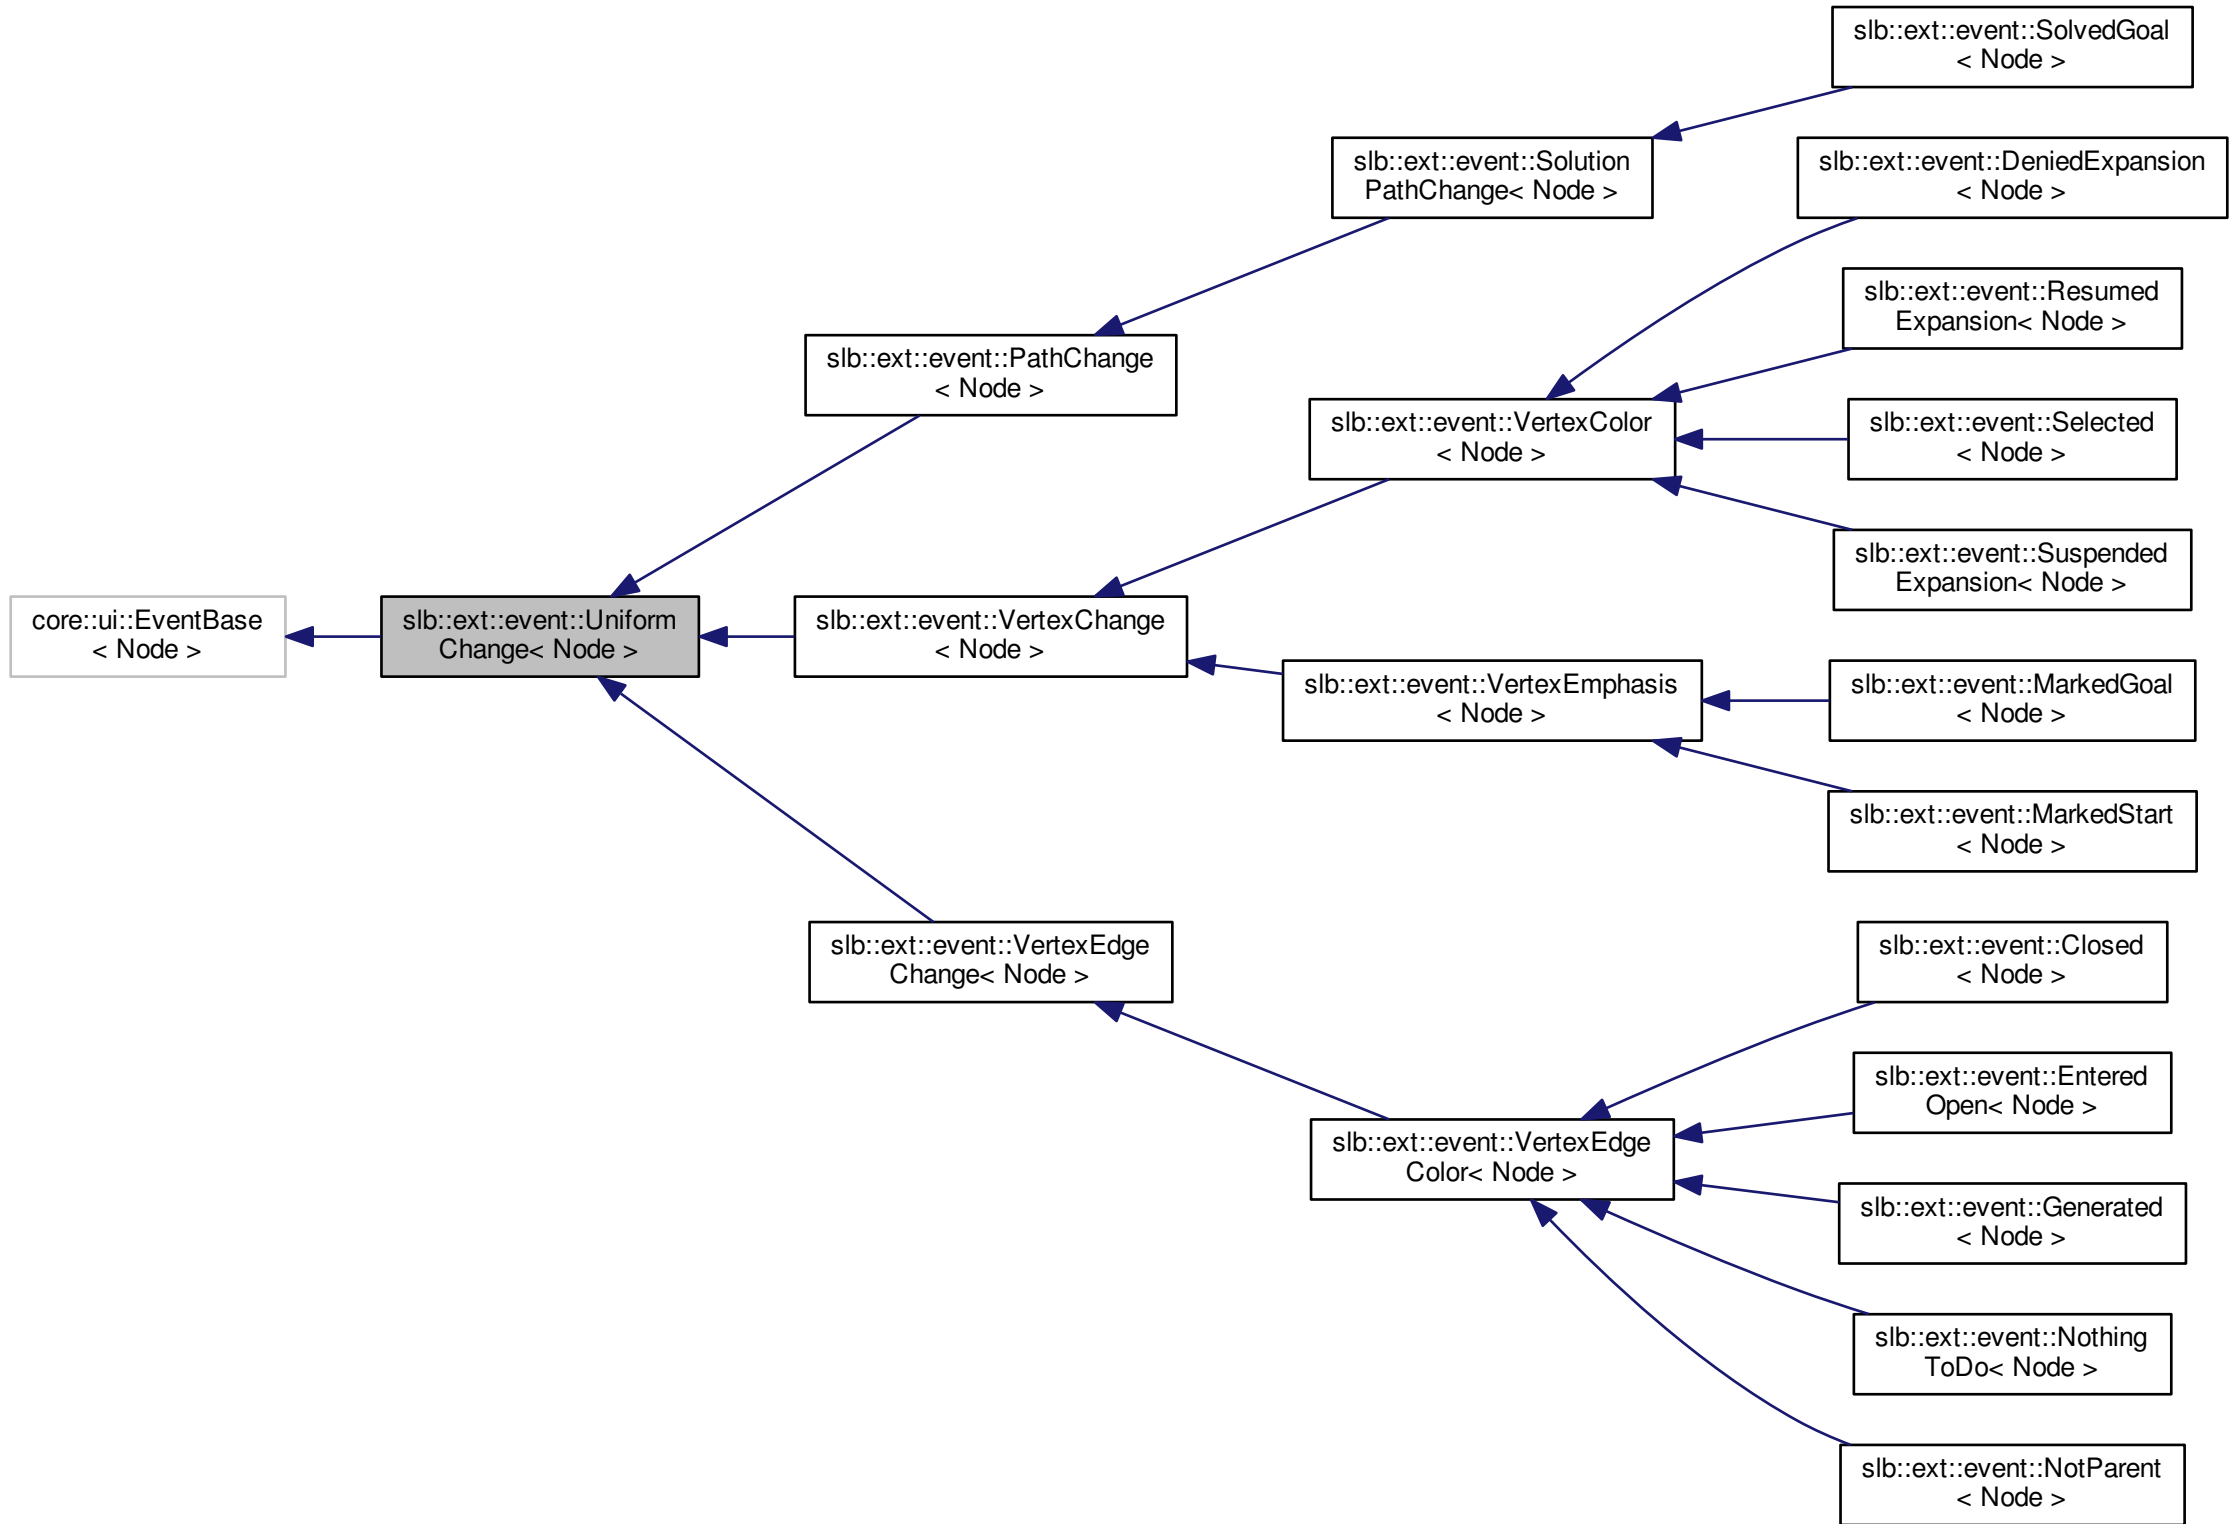 core::ui::EventBase
< Node >
slb::ext::event::Uniform
Change< Node >
slb::ext::event::PathChange
< Node >
slb::ext::event::VertexChange
< Node >
slb::ext::event::VertexEdge
Change< Node >
slb::ext::event::Solution
PathChange< Node >
slb::ext::event::VertexColor
< Node >
slb::ext::event::VertexEmphasis
< Node >
slb::ext::event::VertexEdge
Color< Node >
slb::ext::event::SolvedGoal
< Node >
slb::ext::event::DeniedExpansion
< Node >
slb::ext::event::Resumed
Expansion< Node >
slb::ext::event::Selected
< Node >
slb::ext::event::Suspended
Expansion< Node >
slb::ext::event::MarkedGoal
< Node >
slb::ext::event::MarkedStart
< Node >
slb::ext::event::Closed
< Node >
slb::ext::event::Entered
Open< Node >
slb::ext::event::Generated
< Node >
slb::ext::event::Nothing
ToDo< Node >
slb::ext::event::NotParent
< Node >